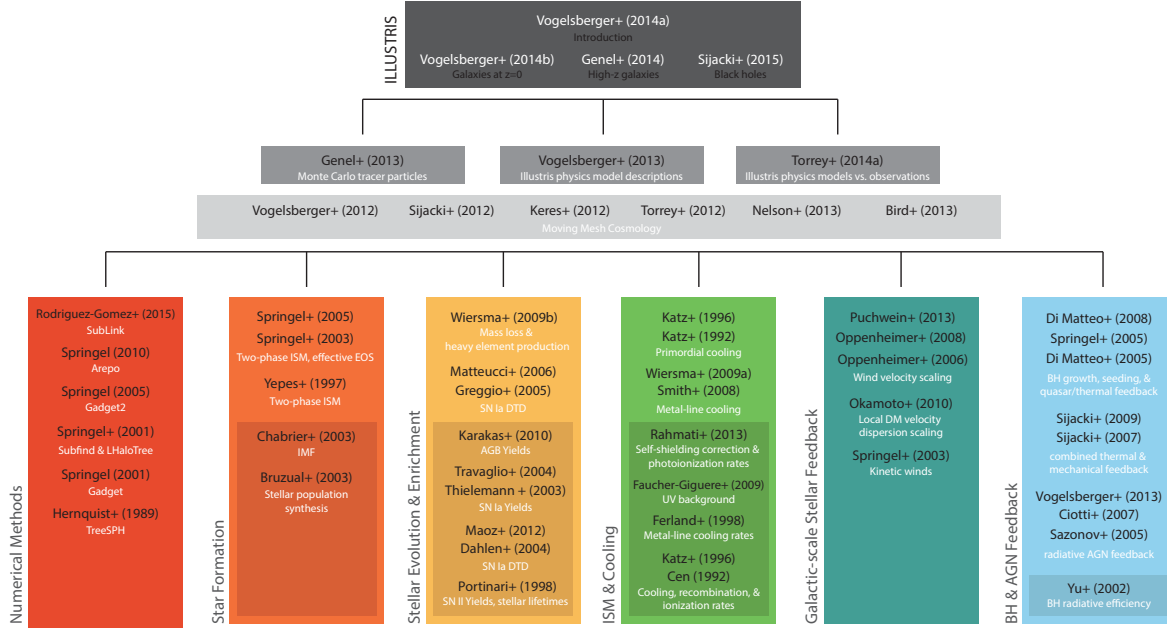 ILLUSTRIS
Vogelsberger+ (2014a)
Introduction
Vogelsberger+ (2014b)
Galaxies at z=0
Genel+ (2014)
High-z galaxies
Sijacki+ (2015)
Black holes
Genel+ (2013)
Monte Carlo tracer particles
Vogelsberger+ (2013)
Illustris physics model descriptions
Torrey+ (2014a)
Illustris physics models vs. observations
Vogelsberger+ (2012)
Sijacki+ (2012)
Keres+ (2012)
Torrey+ (2012)
Nelson+ (2013)
Bird+ (2013)
Moving Mesh Cosmology
Numerical Methods
Rodriguez-Gomez+ (2015)
SubLink
Springel (2010)
Arepo
Springel (2005)
Gadget2
Springel+ (2001)
Subfind & LHaloTree
Springel (2001)
Gadget
Hernquist+ (1989)
TreeSPH
Star Formation
Springel+ (2005)
Springel+ (2003)
Two-phase ISM, effective EOS
Yepes+ (1997)
Two-phase ISM
Chabrier+ (2003)
IMF
Bruzual+ (2003)
Stellar population
synthesis
Stellar Evolution & Enrichment
Wiersma+ (2009b)
Mass loss &
heavy element production
Matteucci+ (2006)
Greggio+ (2005)
SN Ia DTD
Karakas+ (2010)
AGB Yields
Travaglio+ (2004)
Thielemann + (2003)
SN Ia Yields
Maoz+ (2012)
Dahlen+ (2004)
SN Ia DTD
Portinari+ (1998)
SN II Yields, stellar lifetimes
ISM & Cooling
Katz+ (1996)
Katz+ (1992)
Primordial cooling
Wiersma+ (2009a)
Smith+ (2008)
Metal-line cooling
Rahmati+ (2013)
Self-shielding correction &
photoionization rates
Faucher-Giguere+ (2009)
UV background
Ferland+ (1998)
Metal-line cooling rates
Katz+ (1996)
Cen (1992)
Cooling, recombination, &
ionization rates
Galactic-scale Stellar Feedback
Puchwein+ (2013)
Oppenheimer+ (2008)
Oppenheimer+ (2006)
Wind velocity scaling
Okamoto+ (2010)
Local DM velocity
dispersion scaling
Springel+ (2003)
Kinetic winds
BH & AGN Feedback
Di Matteo+ (2008)
Springel+ (2005)
Di Matteo+ (2005)
BH growth, seeding, &
quasar/thermal feedback
Sijacki+ (2009)
Sijacki+ (2007)
combined thermal &
mechanical feedback
Vogelsberger+ (2013)
Ciotti+ (2007)
Sazonov+ (2005)
radiative AGN feedback
Yu+ (2002)
BH radiative efficiency